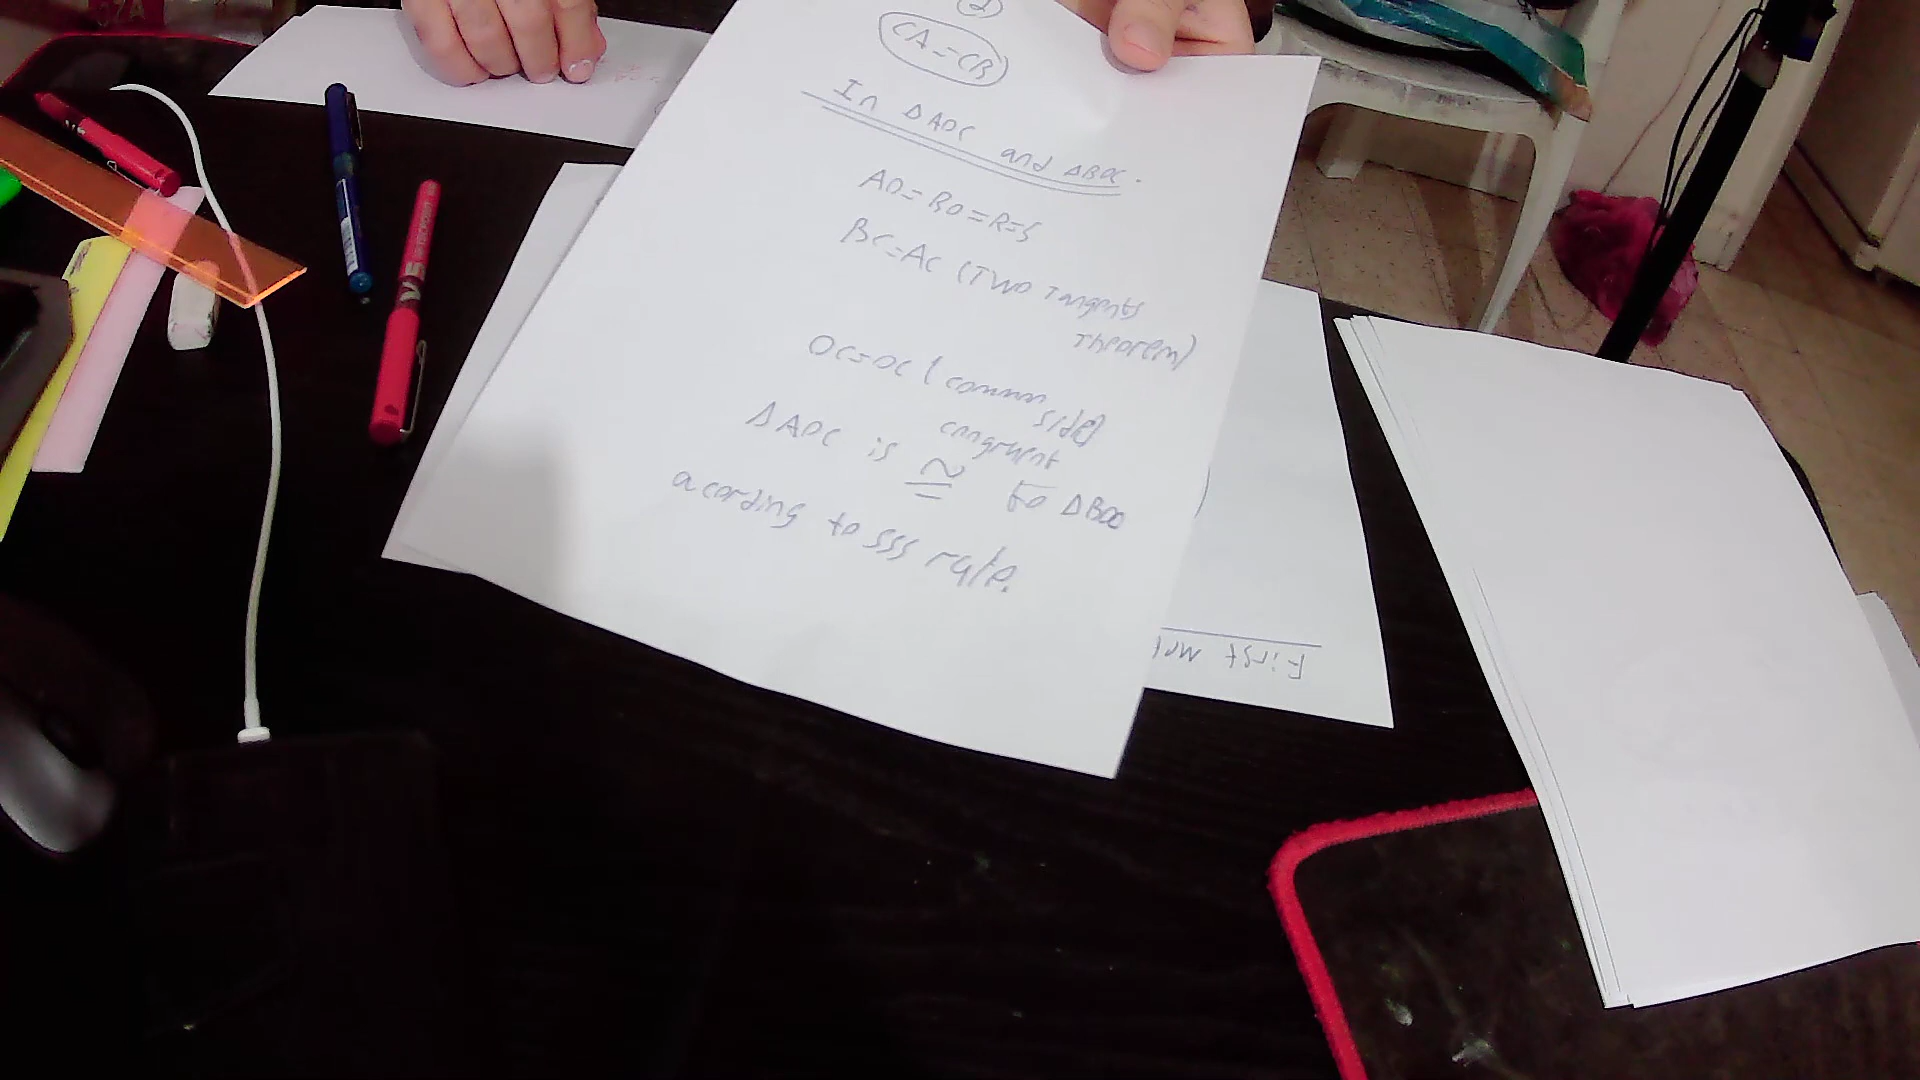 2
CA=CB
In ΔAOC and ΔBOC.
AO=BO=R=5
BC=AC (Two Tangents
Theorem)
OC=OC (common
side)
congruent
ΔAOC is ≅ to ΔBOC
acording to SSS rule.
First